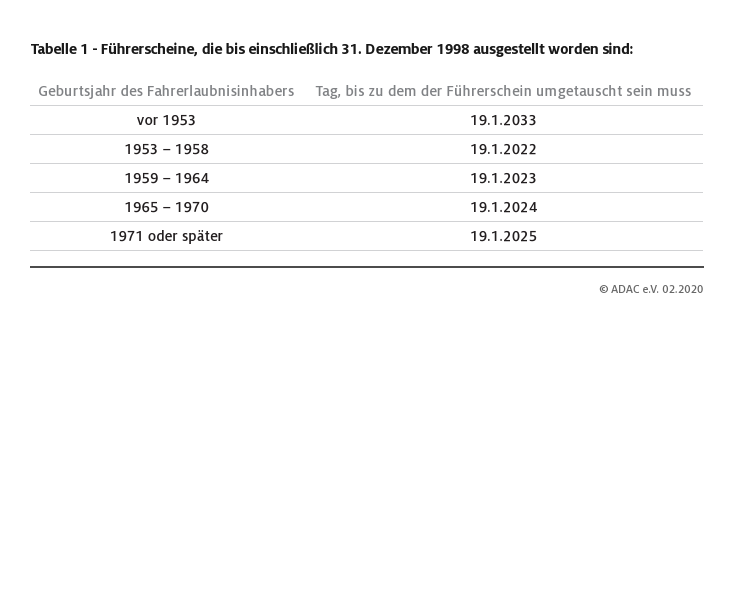 Tabelle 1 - Führerscheine, die bis einschließlich 31. Dezember 1998 ausgestellt worden sind:
Geburtsjahr des Fahrerlaubnisinhabers Tag, bis zu dem der Führerschein umgetauscht sein muss
vor 1953 19.1.2033
1953 – 1958 19.1.2022
1959 – 1964 19.1.2023
1965 – 1970 19.1.2024
1971 oder später 19.1.2025
© ADAC e.V. 02.2020